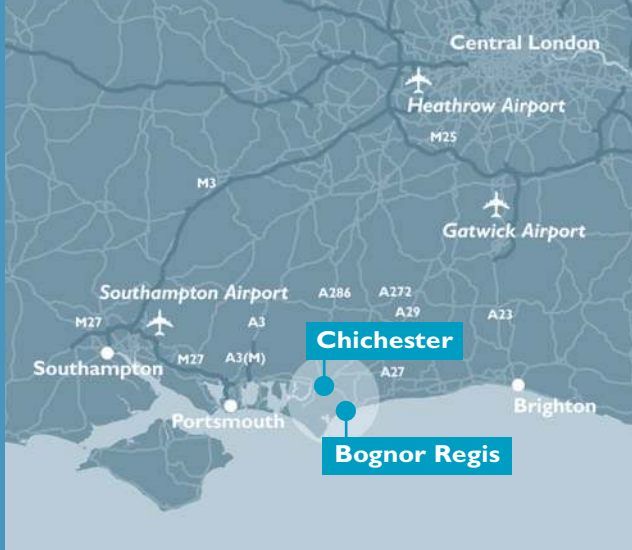 Central London
Heathrow Airport
M25
M3
Gatwick Airport
Southampton Airport
A286
A272
A29
A23
M27
A3
Chichester
Southampton
M27
A3(M)
A27
Portsmouth
Brighton
Bognor Regis